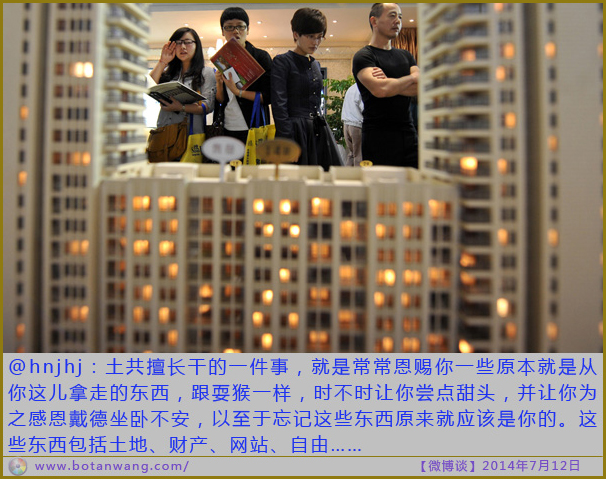 @hnjhj：土共擅长干的一件事，就是常常恩赐你一些原本就是从
你这儿拿走的东西，跟耍猴一样，时不时让你尝点甜头，并让你为
之感恩戴德坐卧不安，以至于忘记这些东西原来就应该是你的。这
些东西包括土地、财产、网站、自由……
www.botanwang.com/ 【微博谈】2014年7月12日